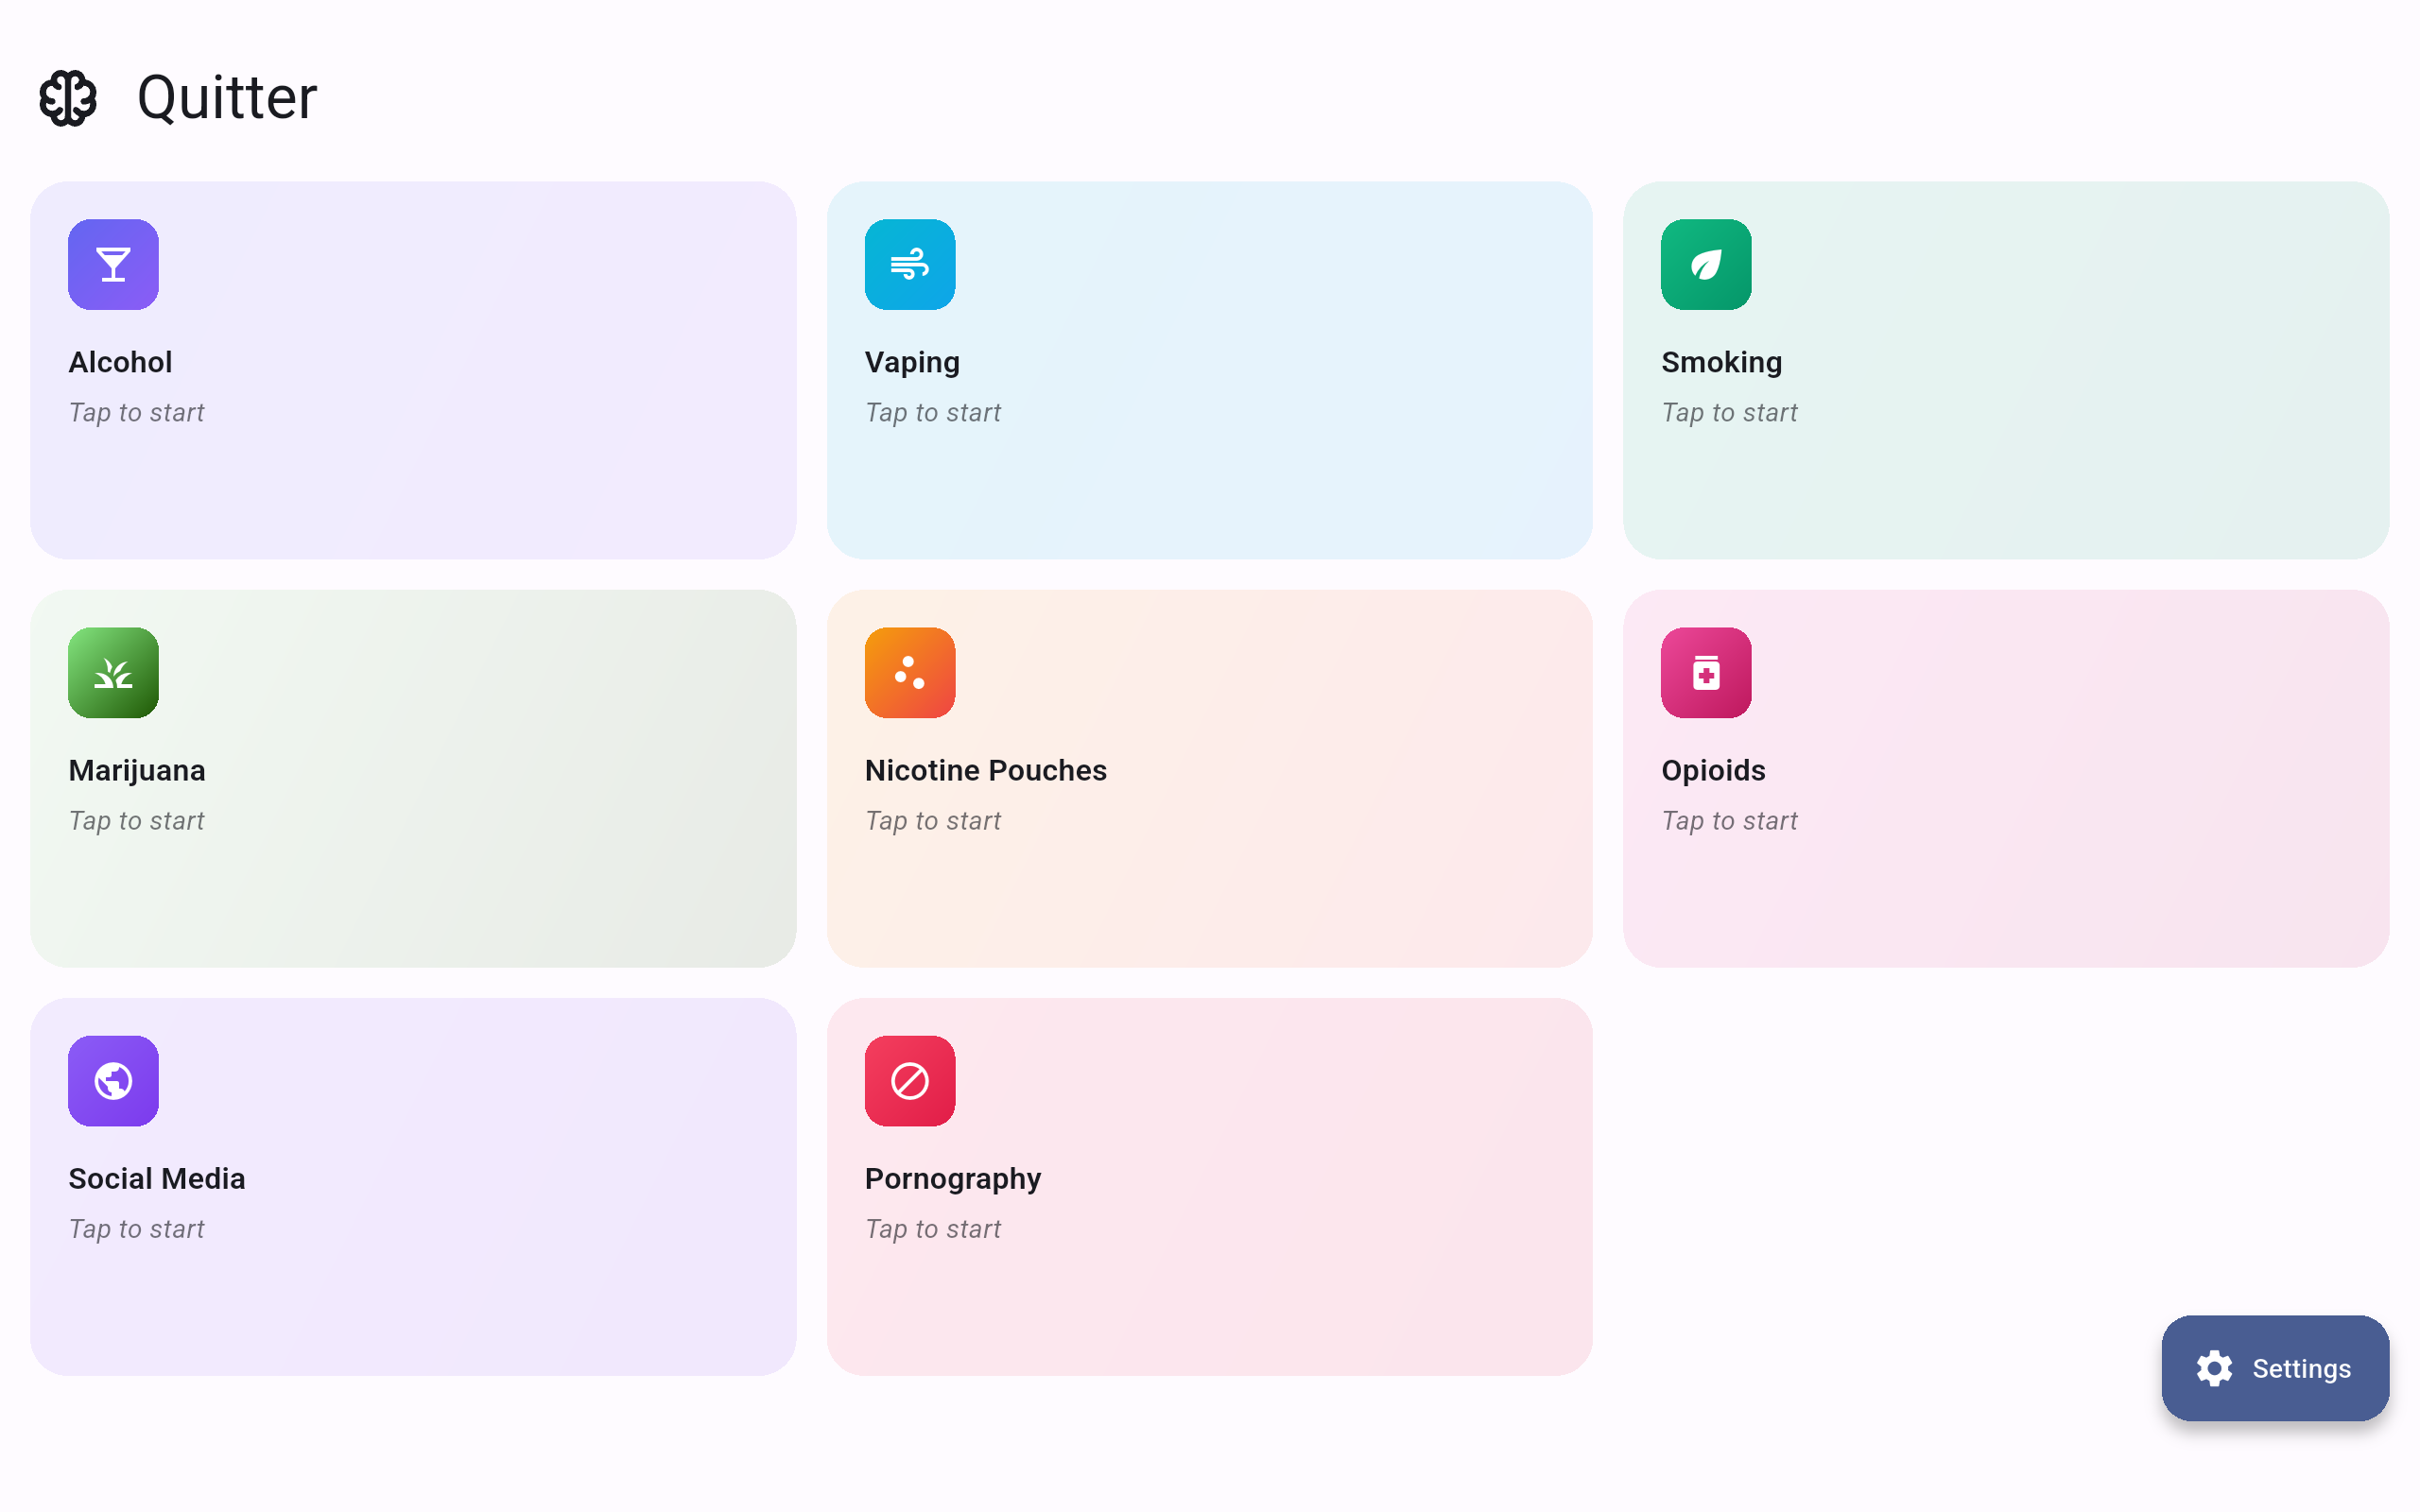 Quitter
Alcohol
Tap to start
Vaping
Tap to start
Smoking
Tap to start
Marijuana
Tap to start
Nicotine Pouches
Tap to start
Opioids
Tap to start
Social Media
Tap to start
Pornography
Tap to start
Settings